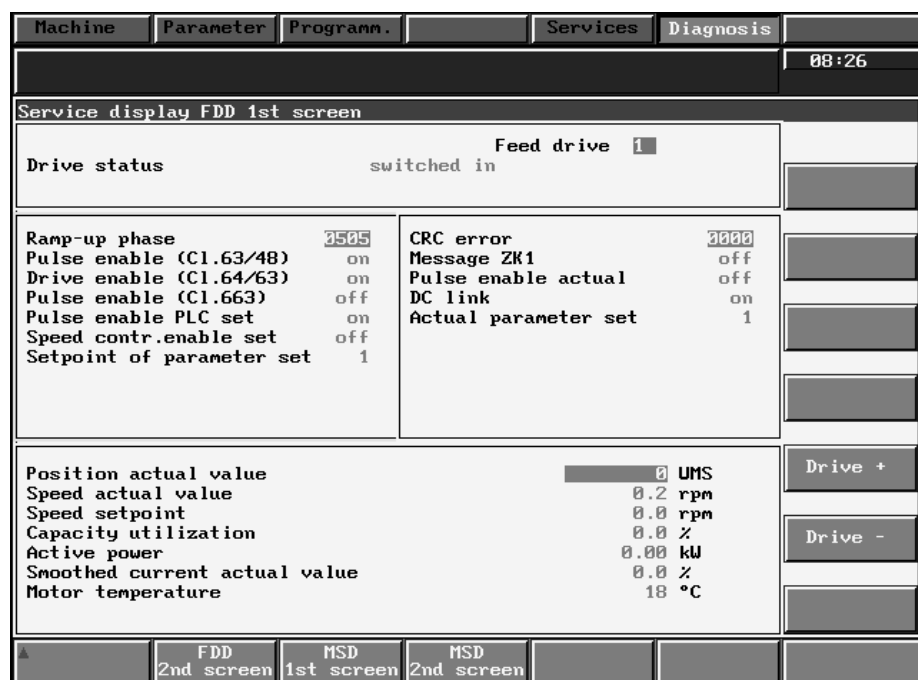 Machine Parameter Programm. Services Diagnosis
08:26
Service display FDD 1st screen
Feed drive 1
Drive status switched in
Ramp-up phase 0505
Pulse enable (Cl.63/48) on
Drive enable (Cl.64/63) on
Pulse enable (Cl.663) off
Pulse enable PLC set on
Speed contr.enable set off
Setpoint of parameter set 1
CRC error 0000
Message ZK1 off
Pulse enable actual off
DC link on
Actual parameter set 1
Position actual value 0 UMS
Speed actual value 0.2 rpm
Speed setpoint 0.0 rpm
Capacity utilization 0.0 %
Active power 0.00 kW
Smoothed current actual value 0.0 %
Motor temperature 18 °C
Drive +
Drive -
FDD
2nd screen
MSD
1st screen
MSD
2nd screen